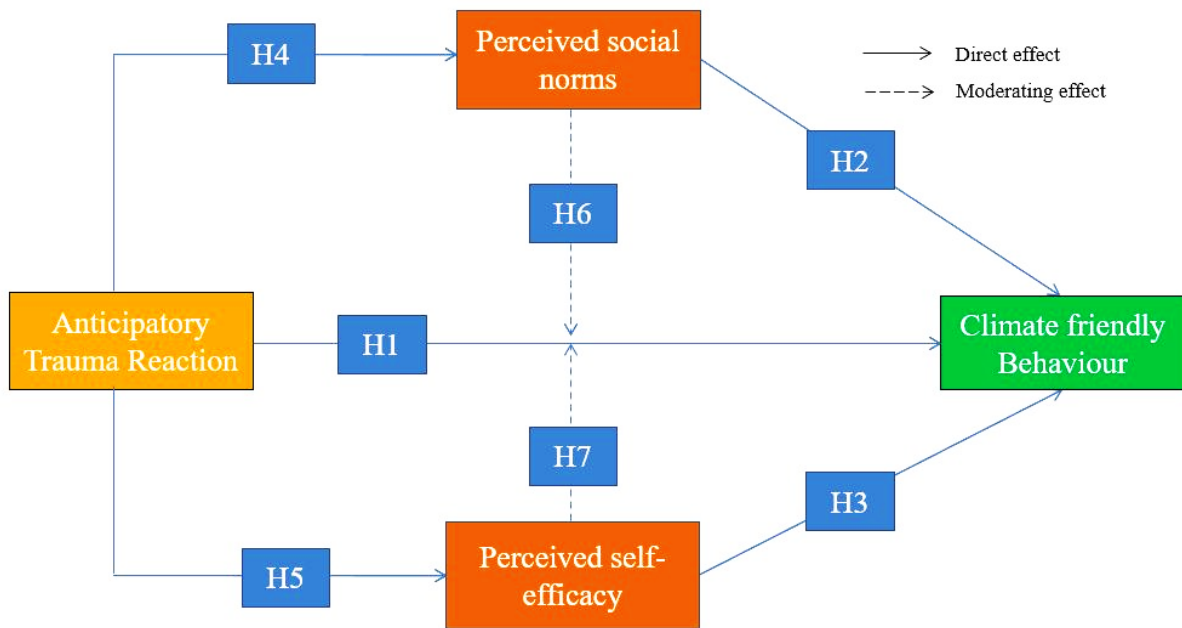 H4
Perceived social
norms
Direct effect
Moderating effect
H2
H6
Anticipatory
Trauma Reaction
H1
Climate friendly
Behaviour
H7
H3
H5
Perceived self-
efficacy